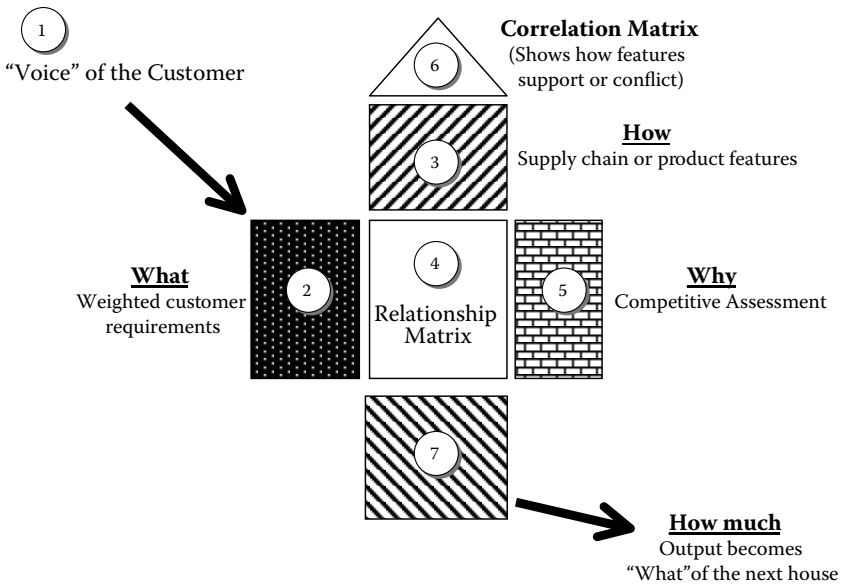 1
“Voice” of the Customer
6
Correlation Matrix
(Shows how features
support or conflict)
3
How
Supply chain or product features
What
Weighted customer
requirements
2
4
Relationship
Matrix
5
Why
Competitive Assessment
7
How much
Output becomes
“What”of the next house